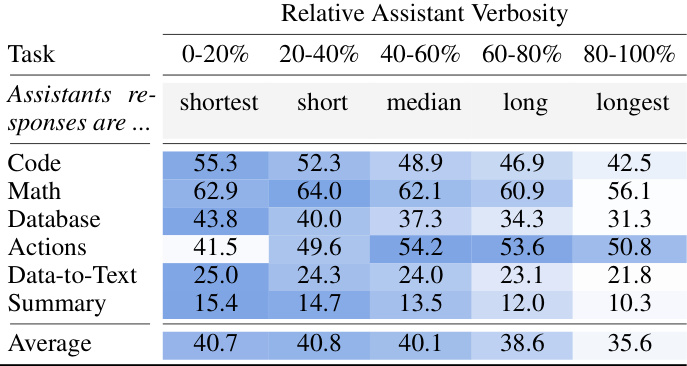 Relative Assistant Verbosity
Task 0-20% 20-40% 40-60% 60-80% 80-100%
Assistants re-
sponses are ... shortest short median long longest
Code 55.3 52.3 48.9 46.9 42.5
Math 62.9 64.0 62.1 60.9 56.1
Database 43.8 40.0 37.3 34.3 31.3
Actions 41.5 49.6 54.2 53.6 50.8
Data-to-Text 25.0 24.3 24.0 23.1 21.8
Summary 15.4 14.7 13.5 12.0 10.3
Average 40.7 40.8 40.1 38.6 35.6